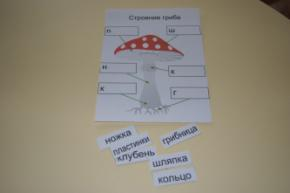 Строение гриба
п
ш
н
к
к
г
ножка
грибница
пластинки
клубень
шляпка
кольцо